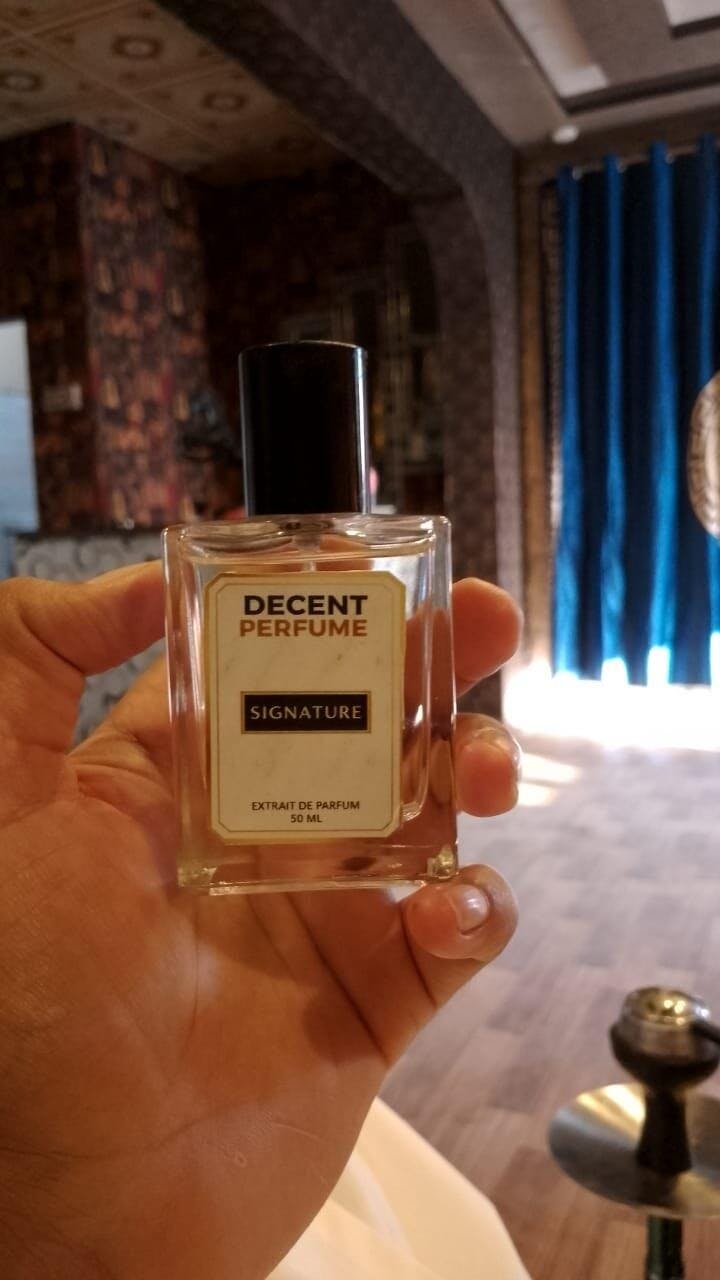 DECENT
PERFUME
SIGNATURE
EXTRAIT DE PARFUM
50 ML